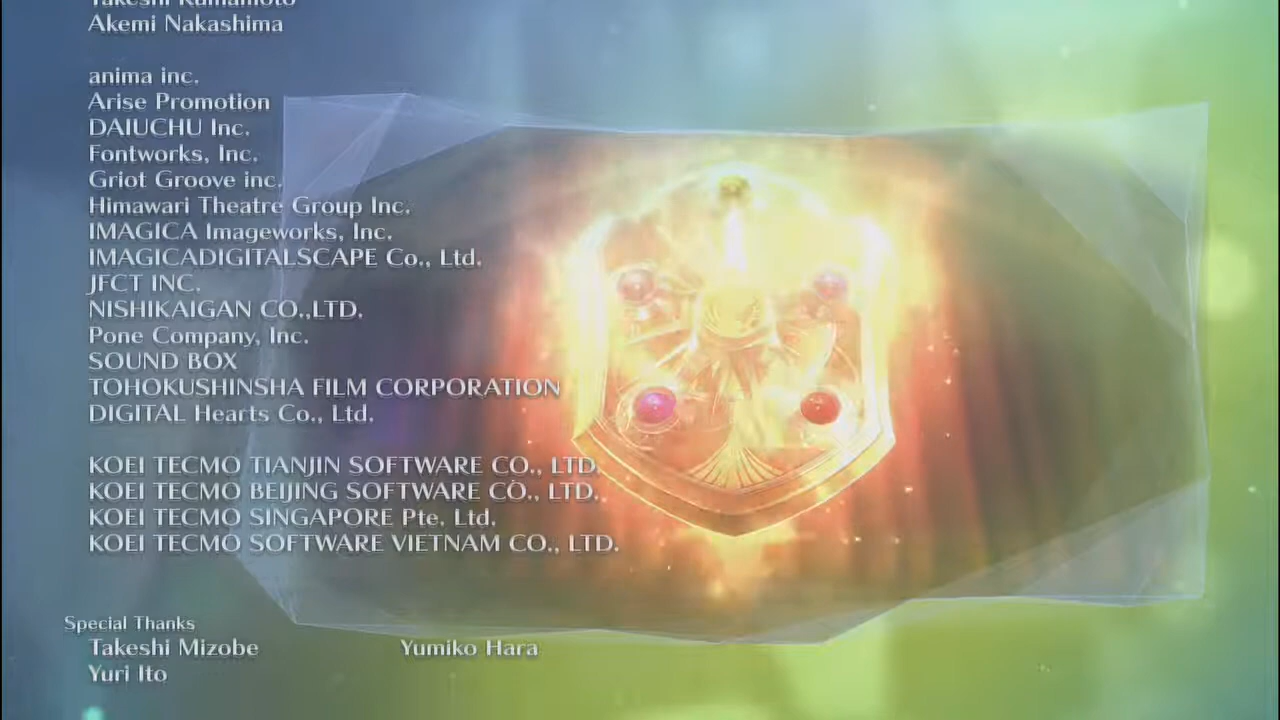 Takeshi Kumamoto
Akemi Nakashima
anima inc.
Arise Promotion
DAIUCHU Inc.
Fontworks, Inc.
Griot Groove inc.
Himawari Theatre Group Inc.
IMAGICA Imageworks, Inc.
IMAGICADIGITALSCAPE Co., Ltd.
JFCT INC.
NISHIKAIGAN CO.,LTD.
Pone Company, Inc.
SOUND BOX
TOHOKUSHINSHA FILM CORPORATION
DIGITAL Hearts Co., Ltd.
KOEI TECMO TIANJIN SOFTWARE CO., LTD.
KOEI TECMO BEIJING SOFTWARE CO., LTD.
KOEI TECMO SINGAPORE Pte. Ltd.
KOEI TECMO SOFTWARE VIETNAM CO., LTD.
Special Thanks
Takeshi Mizobe Yumiko Hara
Yuri Ito